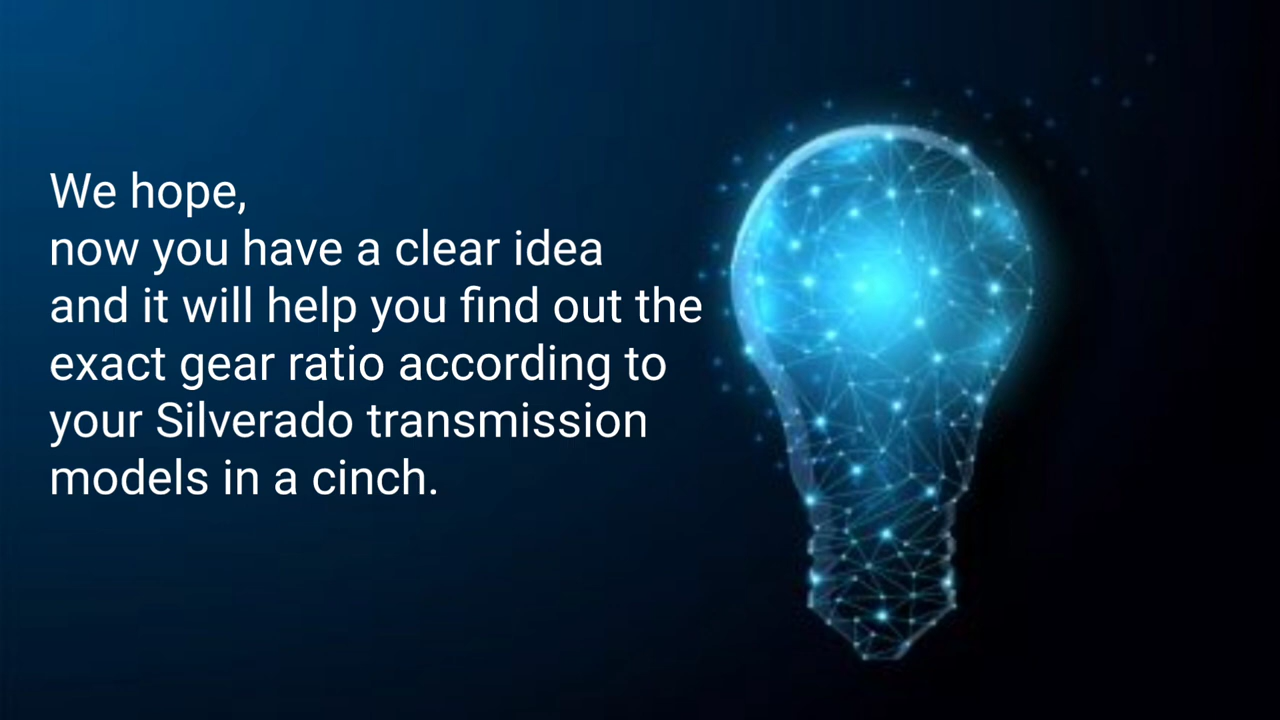 We hope,
now you have a clear idea
and it will help you find out the
exact gear ratio according to
your Silverado transmission
models in a cinch.